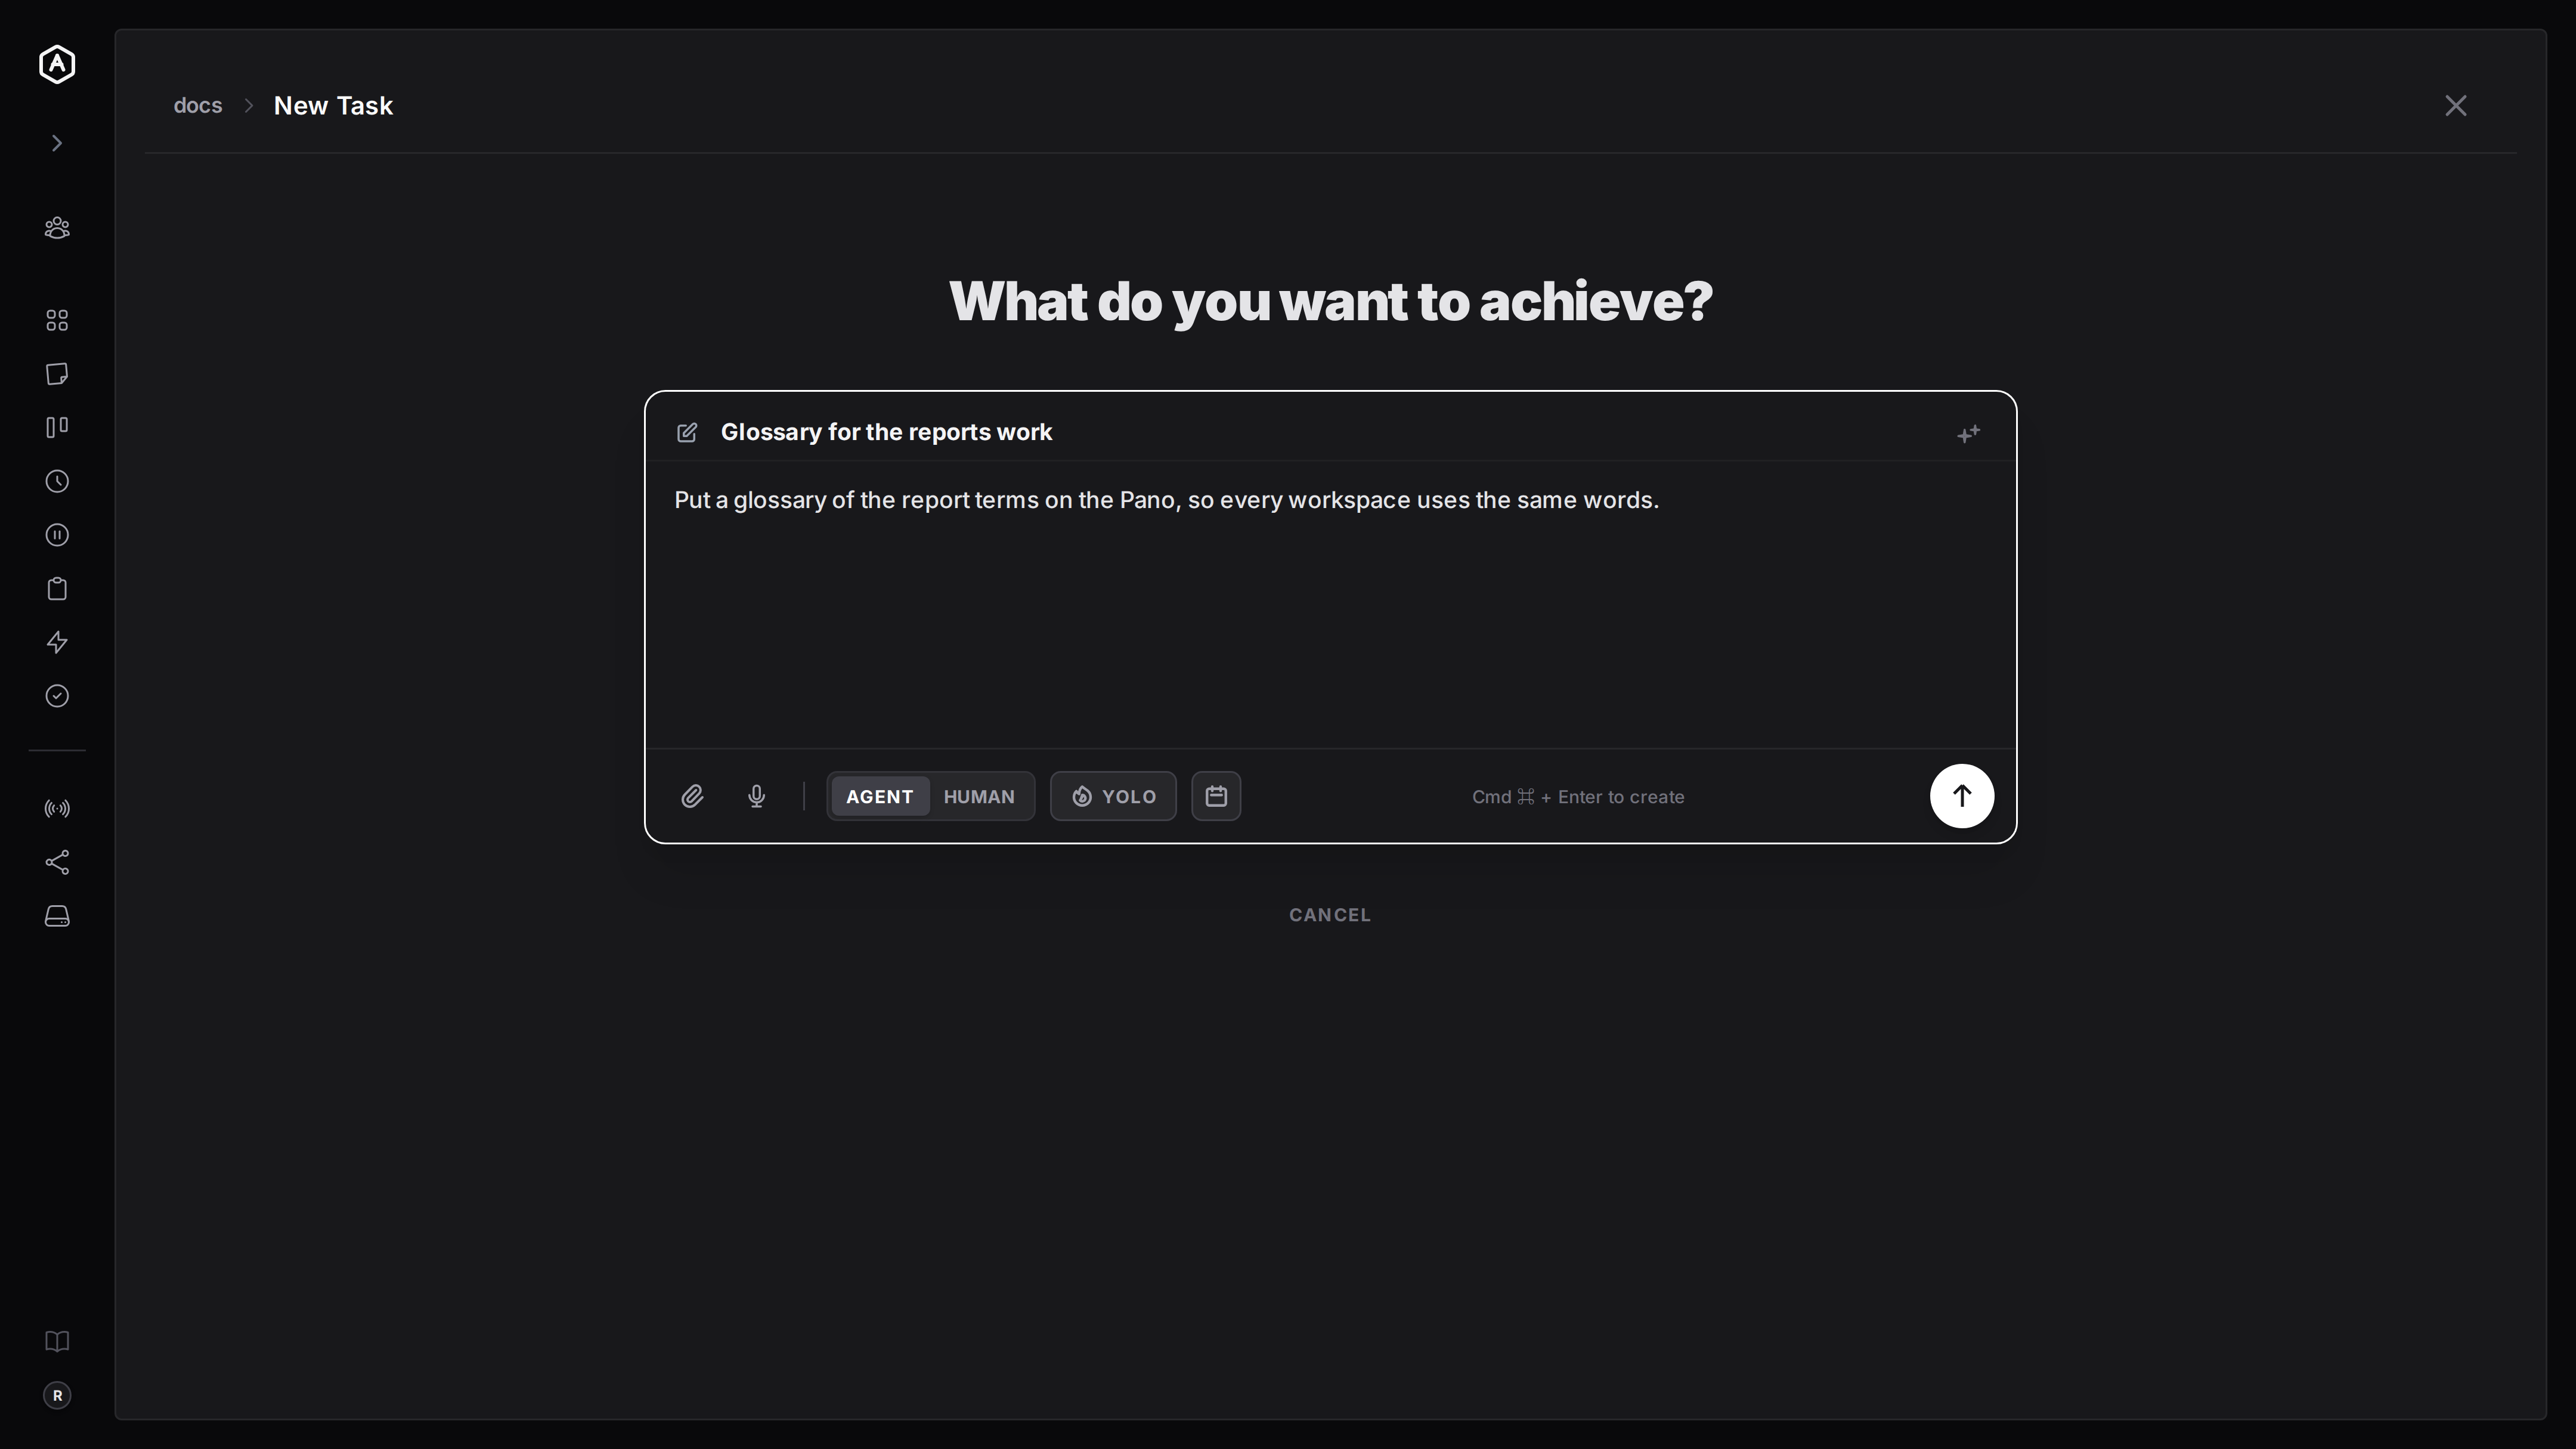 docs > New Task
What do you want to achieve?
Glossary for the reports work
Put a glossary of the report terms on the Pano, so every workspace uses the same words.
AGENT HUMAN YOLO Cmd ⌘ + Enter to create
CANCEL
R